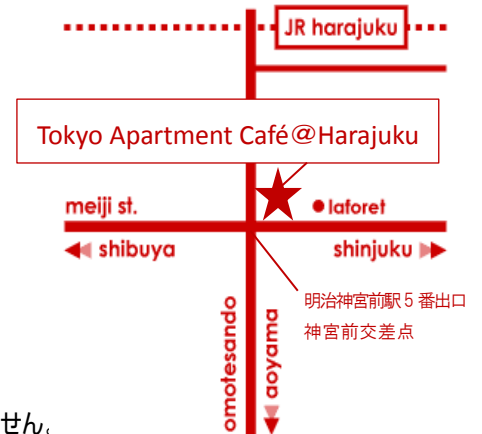 JR harajuku
Tokyo Apartment Café@Harajuku
meiji st.
laforet
shibuya
shinjuku
明治神宮前駅5番出口
神宮前交差点
omotesando
aoyama
せん。